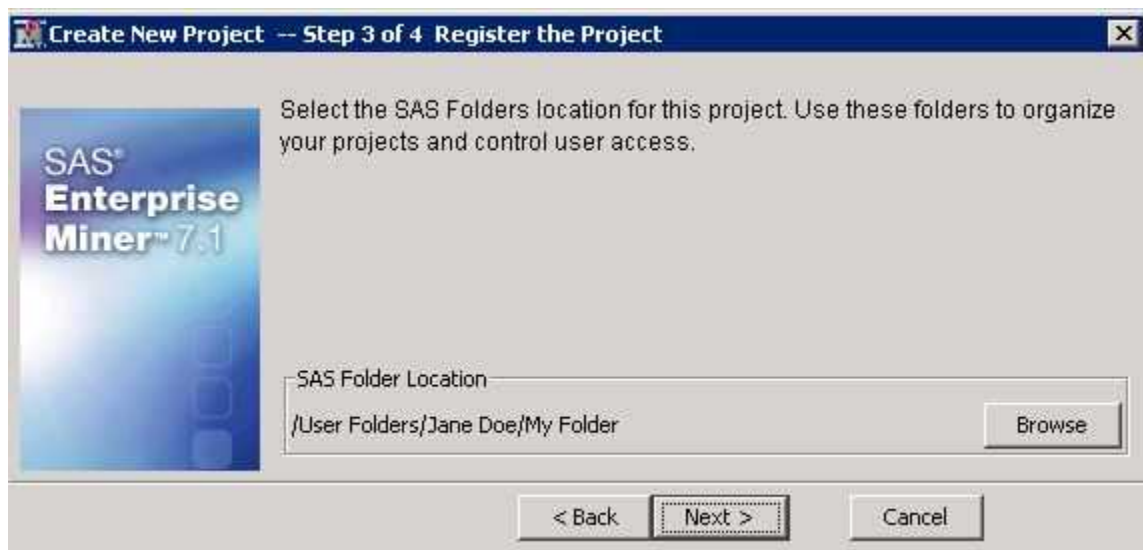 Create New Project -- Step 3 of 4 Register the Project
Select the SAS Folders location for this project. Use these folders to organize
your projects and control user access.
SAS®
Enterprise
Miner™ 7.1
SAS Folder Location
/User Folders/Jane Doe/My Folder
Browse
< Back
Next >
Cancel